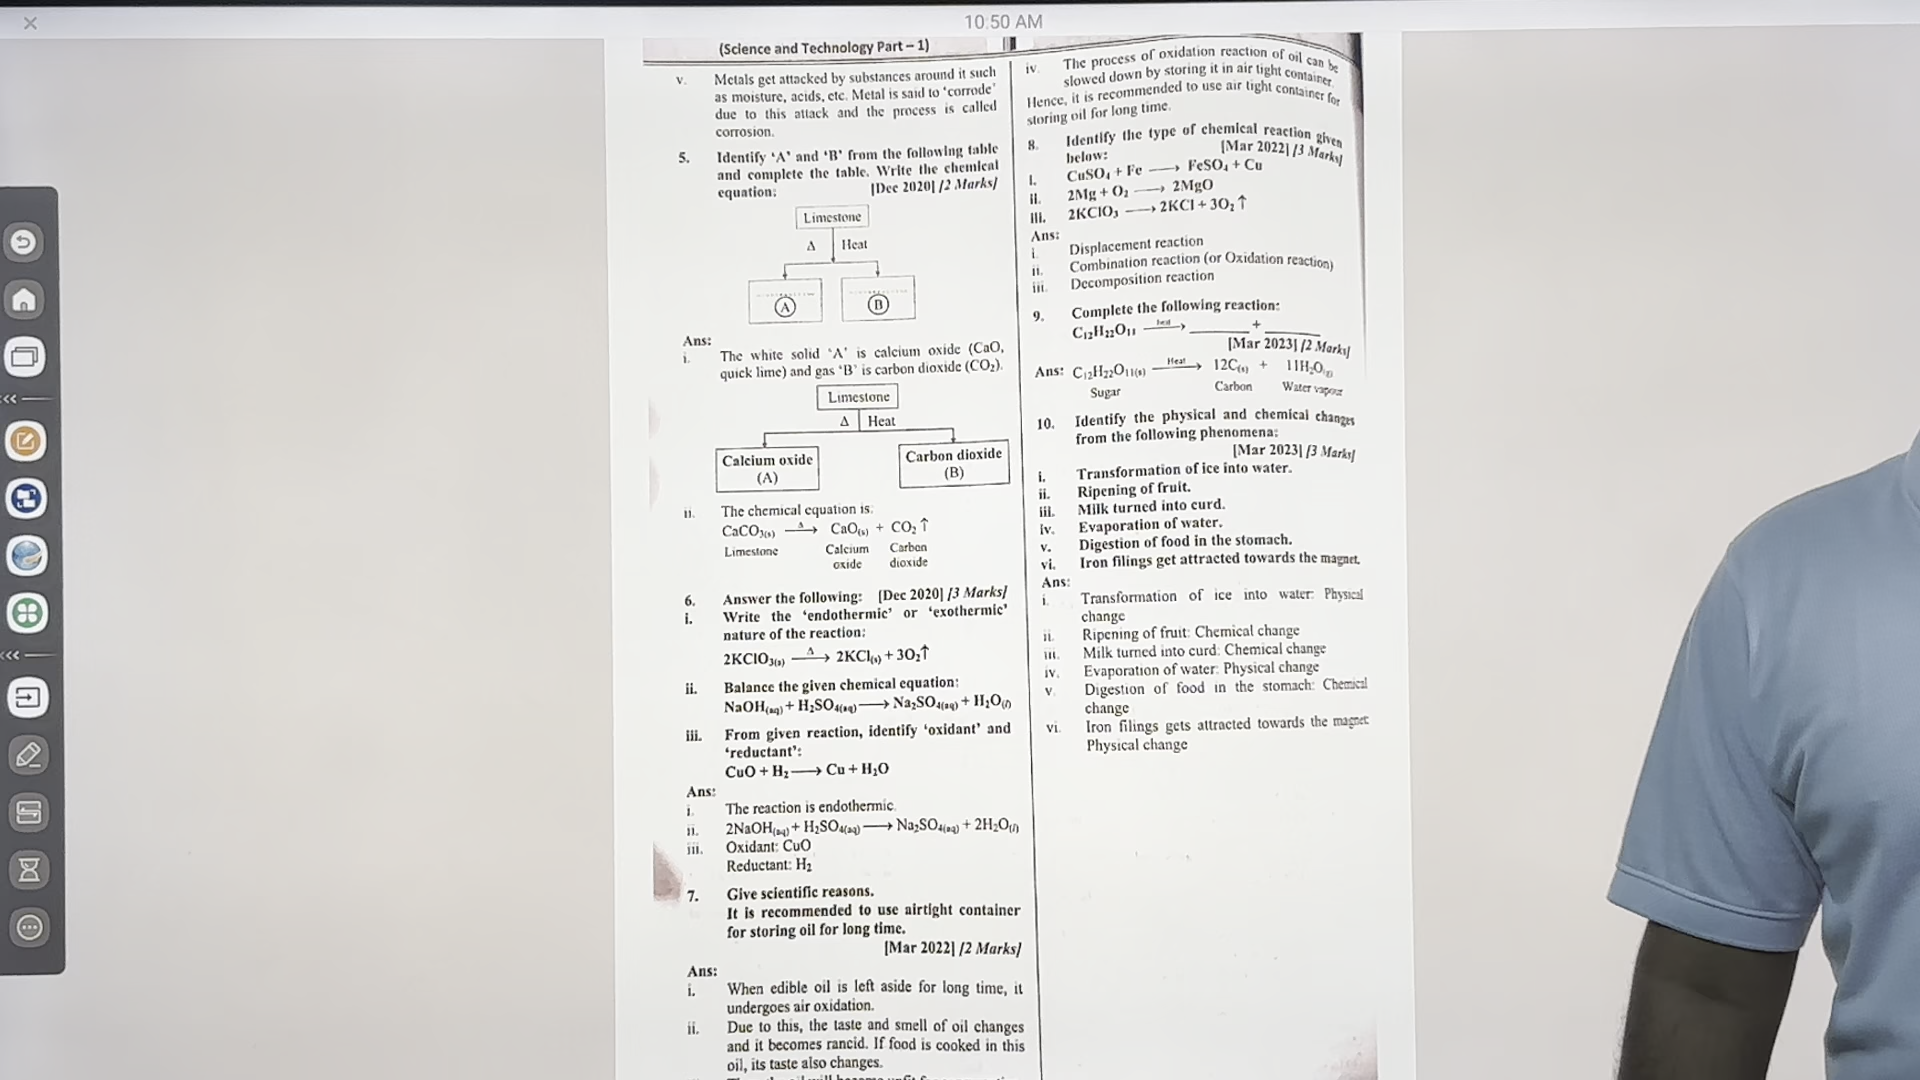 10:50 AM
(Science and Technology Part – 1)
v. Metals get attacked by substances around it such
as moisture, acids, etc. Metal is said to ‘corrode’
due to this attack and the process is called
corrosion.
5. Identify ‘A’ and ‘B’ from the following table
and complete the table. Write the chemical
equation: [Dec 2020] [2 Marks]
Limestone
Δ Heat
A B
Ans:
i. The white solid ‘A’ is calcium oxide (CaO,
quick lime) and gas ‘B’ is carbon dioxide (CO₂).
Limestone
Δ Heat
Calcium oxide
(A)
Carbon dioxide
(B)
ii. The chemical equation is:
CaCO₃(s) —Δ→ CaO(s) + CO₂ ↑
Limestone Calcium Carbon
oxide dioxide
6. Answer the following: [Dec 2020] [3 Marks]
i. Write the ‘endothermic’ or ‘exothermic’
nature of the reaction:
2KClO₃(s) —Δ→ 2KCl(s) + 3O₂↑
ii. Balance the given chemical equation:
NaOH(aq) + H₂SO₄(aq) ⟶ Na₂SO₄(aq) + H₂O(l)
iii. From given reaction, identify ‘oxidant’ and
‘reductant’:
CuO + H₂ ⟶ Cu + H₂O
Ans:
i. The reaction is endothermic.
ii. 2NaOH(aq) + H₂SO₄(aq) ⟶ Na₂SO₄(aq) + 2H₂O(l)
iii. Oxidant: CuO
Reductant: H₂
7. Give scientific reasons.
It is recommended to use airtight container
for storing oil for long time.
[Mar 2022] [2 Marks]
Ans:
i. When edible oil is left aside for long time, it
undergoes air oxidation.
ii. Due to this, the taste and smell of oil changes
and it becomes rancid. If food is cooked in this
oil, its taste also changes.
iv. The process of oxidation reaction of oil can be
slowed down by storing it in air tight container.
Hence, it is recommended to use air tight container for
storing oil for long time.
8. Identify the type of chemical reaction given
below: [Mar 2022] [3 Marks]
i. CuSO₄ + Fe ⟶ FeSO₄ + Cu
ii. 2Mg + O₂ ⟶ 2MgO
iii. 2KClO₃ ⟶ 2KCl + 3O₂ ↑
Ans:
i. Displacement reaction
ii. Combination reaction (or Oxidation reaction)
iii. Decomposition reaction
9. Complete the following reaction:
C₁₂H₂₂O₁₁ —heat→ ______ + ______
[Mar 2023] [2 Marks]
Ans: C₁₂H₂₂O₁₁(s) —Heat→ 12C(s) + 11H₂O(g)
Sugar Carbon Water vapour
10. Identify the physical and chemical changes
from the following phenomena:
[Mar 2023] [3 Marks]
i. Transformation of ice into water.
ii. Ripening of fruit.
iii. Milk turned into curd.
iv. Evaporation of water.
v. Digestion of food in the stomach.
vi. Iron filings get attracted towards the magnet.
Ans:
i. Transformation of ice into water: Physical
change
ii. Ripening of fruit: Chemical change
iii. Milk turned into curd: Chemical change
iv. Evaporation of water: Physical change
v. Digestion of food in the stomach: Chemical
change
vi. Iron filings gets attracted towards the magnet:
Physical change